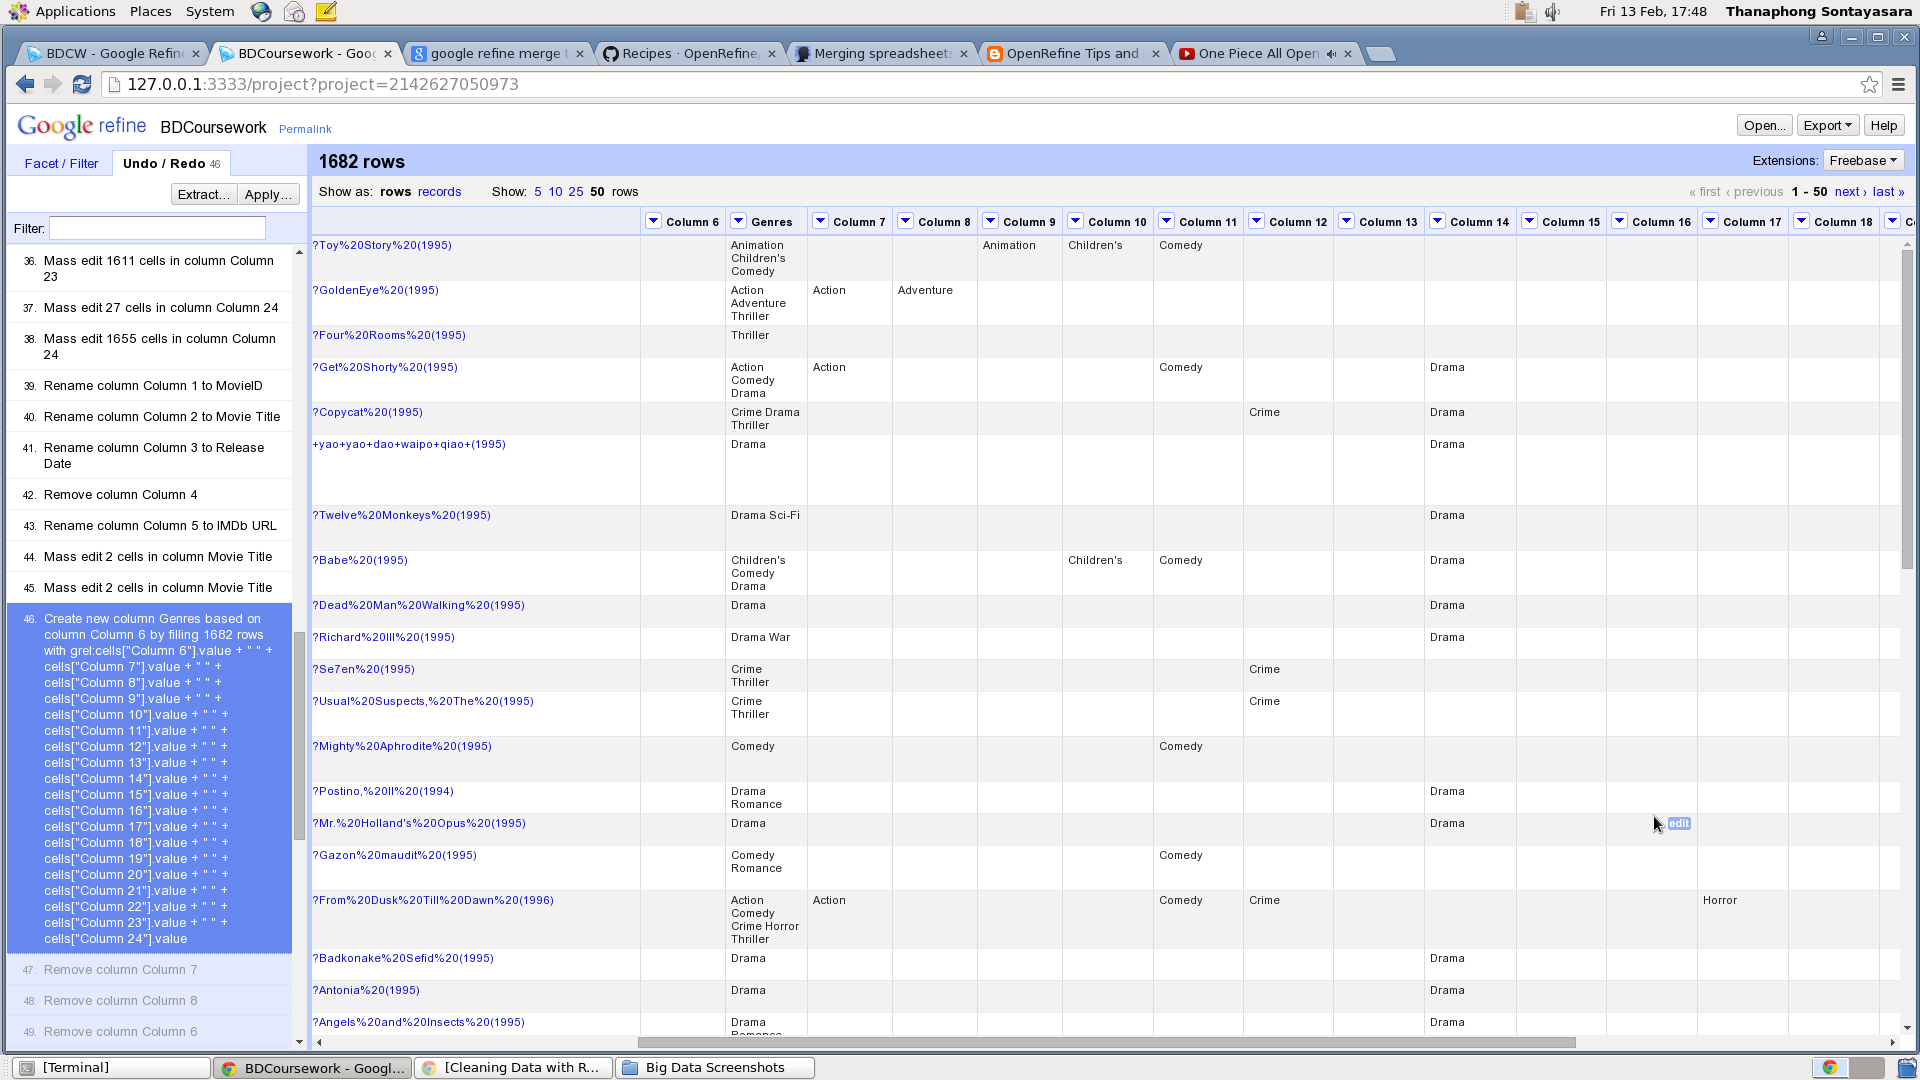 Applications Places System Fri 13 Feb, 17:48 Thanaphong Sontayasara
BDCW - Google Refin × BDCoursework - Goog × google refine merge t × Recipes · OpenRefine × Merging spreadsheet × OpenRefine Tips and × One Piece All Open ×
127.0.0.1:3333/project?project=2142627050973
Google refine BDCoursework Permalink Open... Export Help
Facet / Filter Undo / Redo 46 1682 rows Extensions: Freebase
Extract... Apply... Show as: rows records Show: 5 10 25 50 rows « first ‹ previous 1 - 50 next › last »
Filter:
36. Mass edit 1611 cells in column Column
23
37. Mass edit 27 cells in column Column 24
38. Mass edit 1655 cells in column Column
24
39. Rename column Column 1 to MovieID
40. Rename column Column 2 to Movie Title
41. Rename column Column 3 to Release
Date
42. Remove column Column 4
43. Rename column Column 5 to IMDb URL
44. Mass edit 2 cells in column Movie Title
45. Mass edit 2 cells in column Movie Title
46. Create new column Genres based on
column Column 6 by filling 1682 rows
with grel:cells["Column 6"].value + " " +
cells["Column 7"].value + " " +
cells["Column 8"].value + " " +
cells["Column 9"].value + " " +
cells["Column 10"].value + " " +
cells["Column 11"].value + " " +
cells["Column 12"].value + " " +
cells["Column 13"].value + " " +
cells["Column 14"].value + " " +
cells["Column 15"].value + " " +
cells["Column 16"].value + " " +
cells["Column 17"].value + " " +
cells["Column 18"].value + " " +
cells["Column 19"].value + " " +
cells["Column 20"].value + " " +
cells["Column 21"].value + " " +
cells["Column 22"].value + " " +
cells["Column 23"].value + " " +
cells["Column 24"].value
47. Remove column Column 7
48. Remove column Column 8
49. Remove column Column 6
Column 6 Genres Column 7 Column 8 Column 9 Column 10 Column 11 Column 12 Column 13 Column 14 Column 15 Column 16 Column 17 Column 18
?Toy%20Story%20(1995) Animation Animation Children's Comedy
Children's
Comedy
?GoldenEye%20(1995) Action Action Adventure
Adventure
Thriller
?Four%20Rooms%20(1995) Thriller
?Get%20Shorty%20(1995) Action Action Comedy Drama
Comedy
Drama
?Copycat%20(1995) Crime Drama Crime Drama
Thriller
+yao+yao+dao+waipo+qiao+(1995) Drama Drama
?Twelve%20Monkeys%20(1995) Drama Sci-Fi Drama
?Babe%20(1995) Children's Children's Comedy Drama
Comedy
Drama
?Dead%20Man%20Walking%20(1995) Drama Drama
?Richard%20III%20(1995) Drama War Drama
?Se7en%20(1995) Crime Crime
Thriller
?Usual%20Suspects,%20The%20(1995) Crime Crime
Thriller
?Mighty%20Aphrodite%20(1995) Comedy Comedy
?Postino,%20Il%20(1994) Drama Drama
Romance
?Mr.%20Holland's%20Opus%20(1995) Drama Drama edit
?Gazon%20maudit%20(1995) Comedy Comedy
Romance
?From%20Dusk%20Till%20Dawn%20(1996) Action Action Comedy Crime Horror
Comedy
Crime Horror
Thriller
?Badkonake%20Sefid%20(1995) Drama Drama
?Antonia%20(1995) Drama Drama
?Angels%20and%20Insects%20(1995) Drama Drama
Romance
[Terminal] BDCoursework - Googl... [Cleaning Data with R... Big Data Screenshots